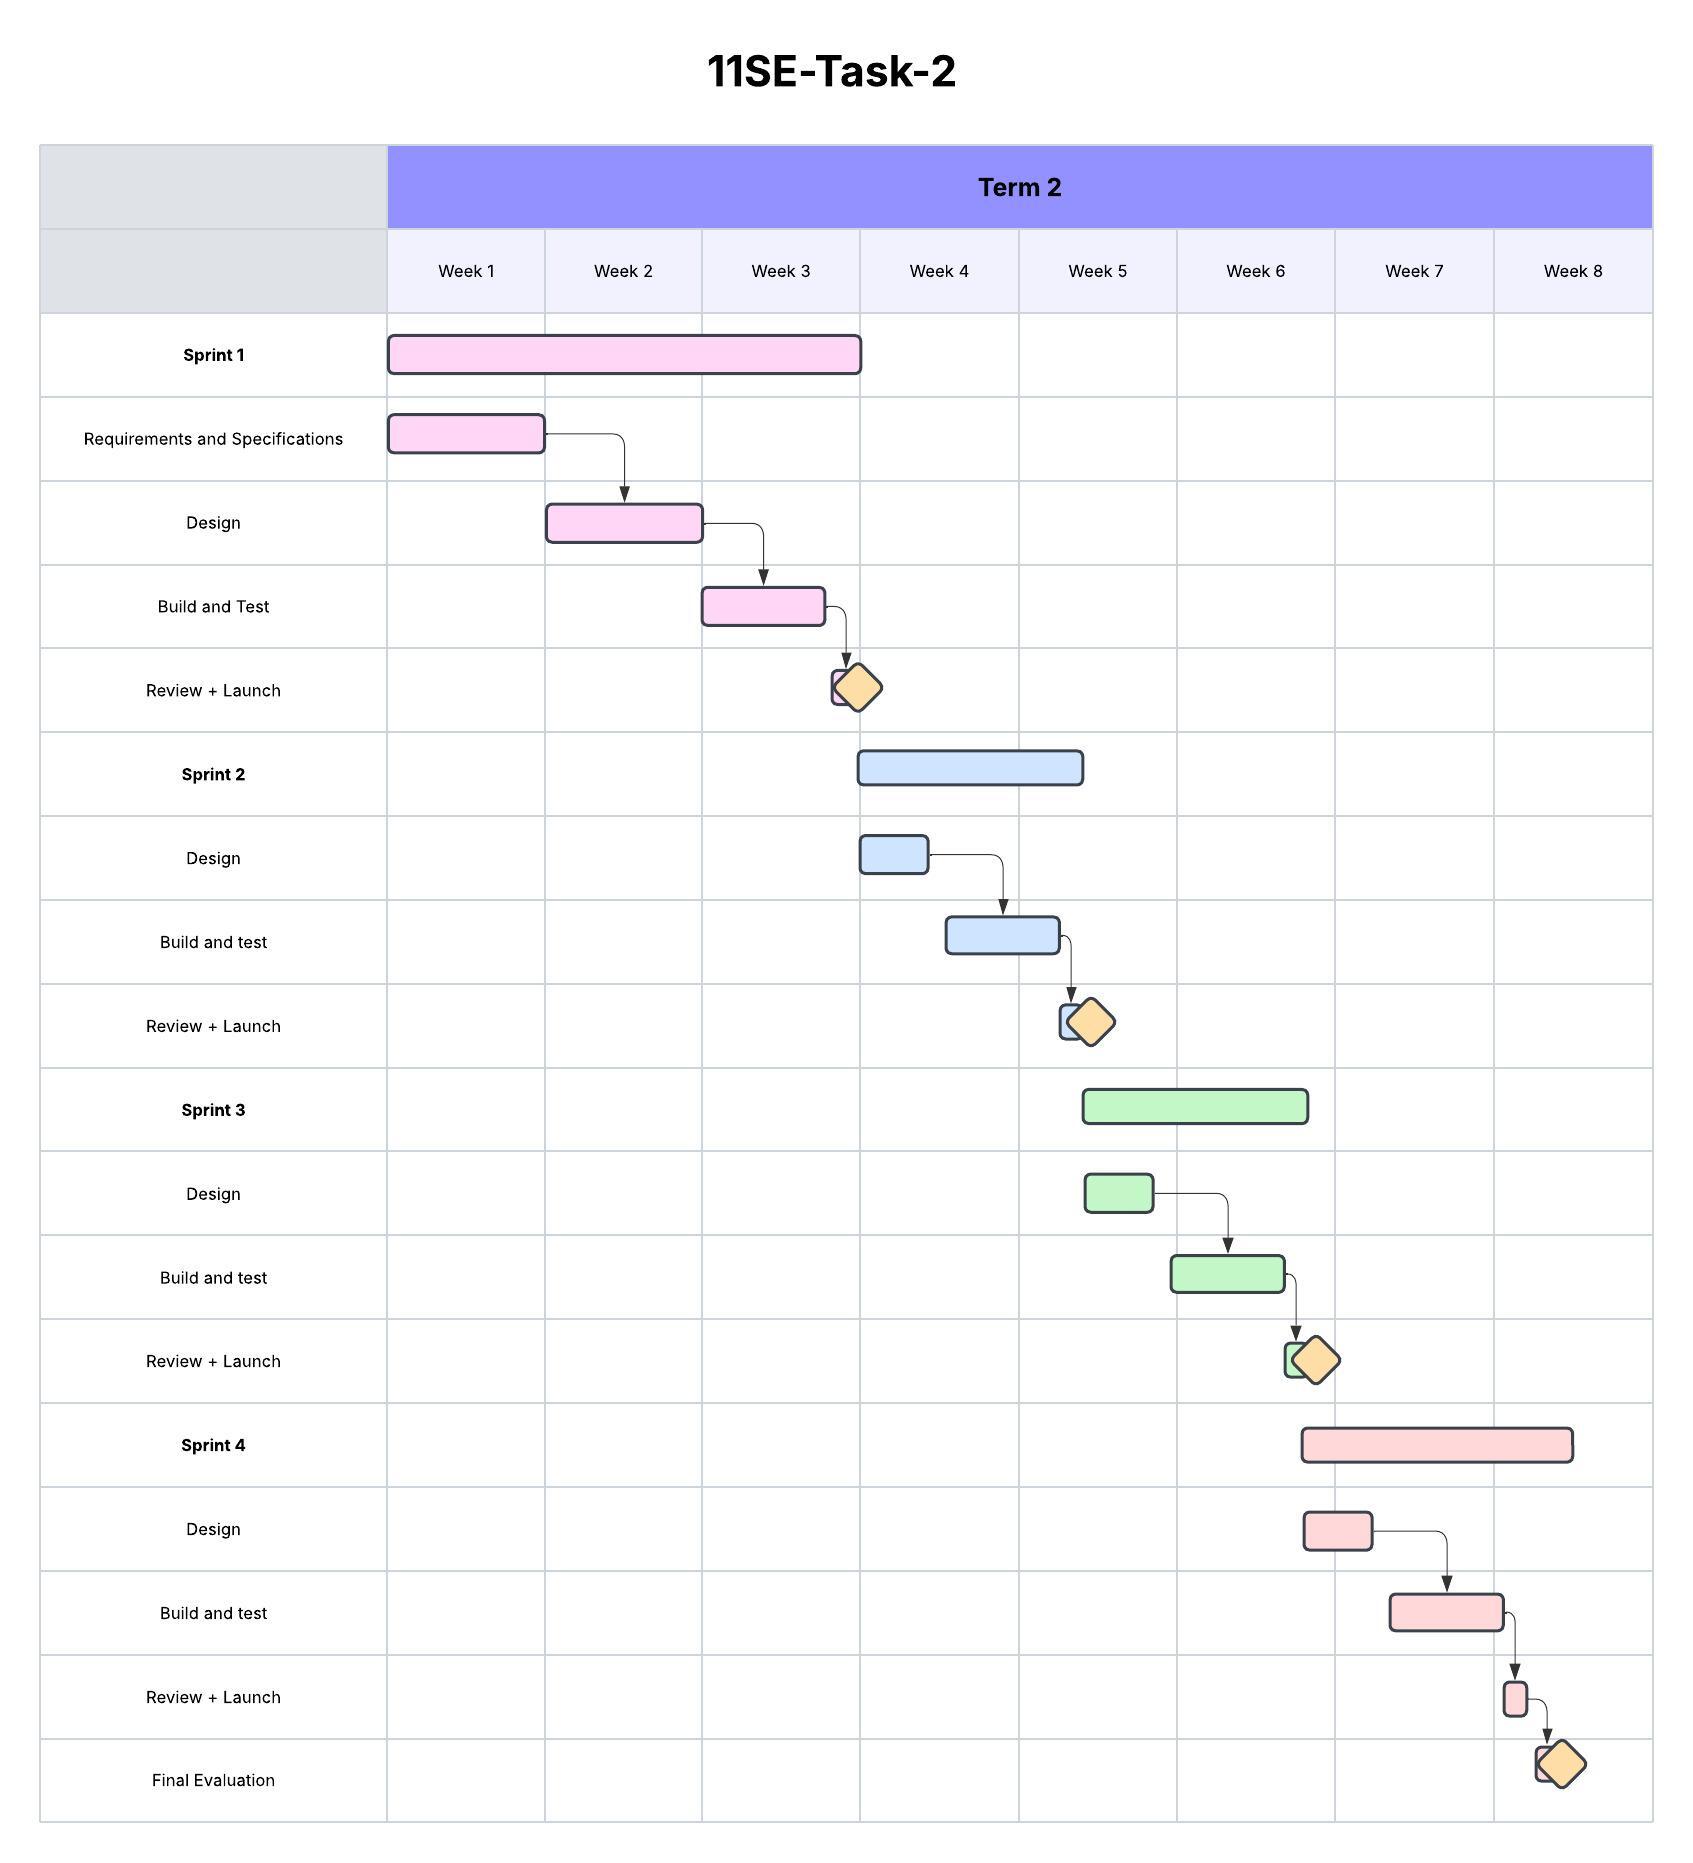 11SE-Task-2
Term 2
Week 1 Week 2 Week 3 Week 4 Week 5 Week 6 Week 7 Week 8
Sprint 1
Requirements and Specifications
Design
Build and Test
Review + Launch
Sprint 2
Design
Build and test
Review + Launch
Sprint 3
Design
Build and test
Review + Launch
Sprint 4
Design
Build and test
Review + Launch
Final Evaluation